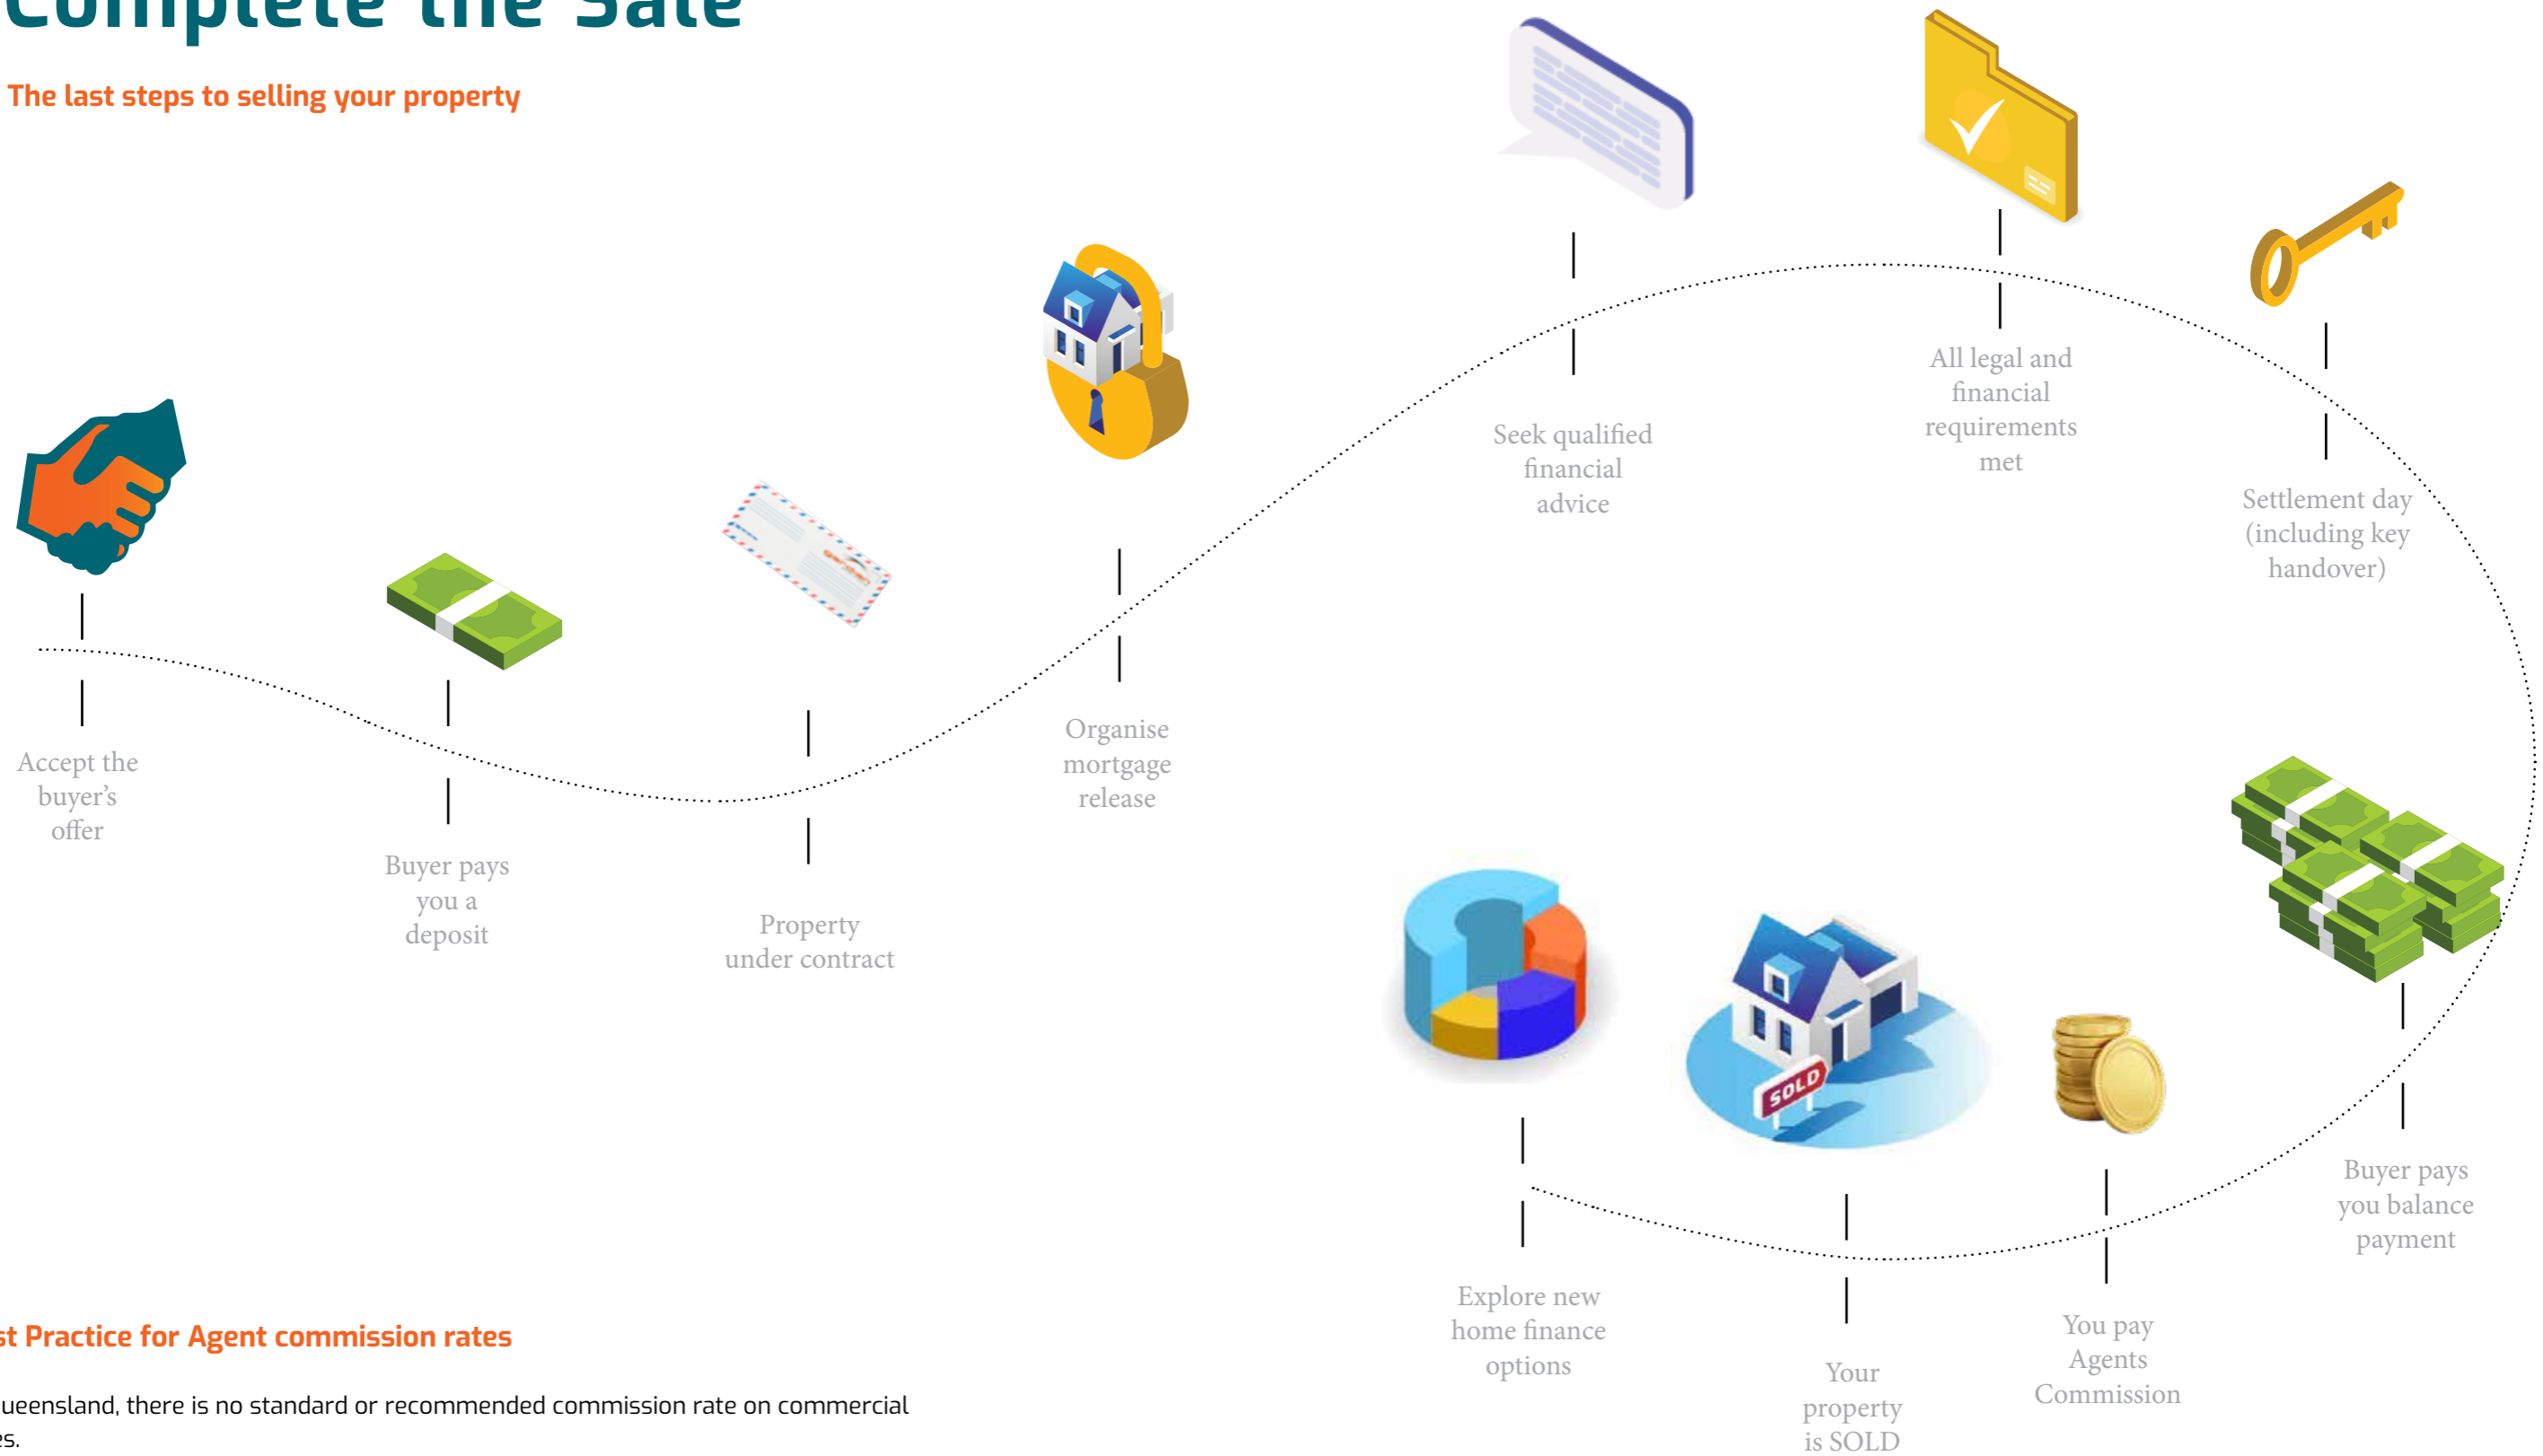 Complete the Sale
The last steps to selling your property
Accept the
buyer's
offer
Buyer pays
you a
deposit
Property
under contract
Organise
mortgage
release
Seek qualified
financial
advice
All legal and
financial
requirements
met
Settlement day
(including key
handover)
Buyer pays
you balance
payment
You pay
Agents
Commission
SOLD
Your
property
is SOLD
Explore new
home finance
options
st Practice for Agent commission rates
ueensland, there is no standard or recommended commission rate on commercial
es.